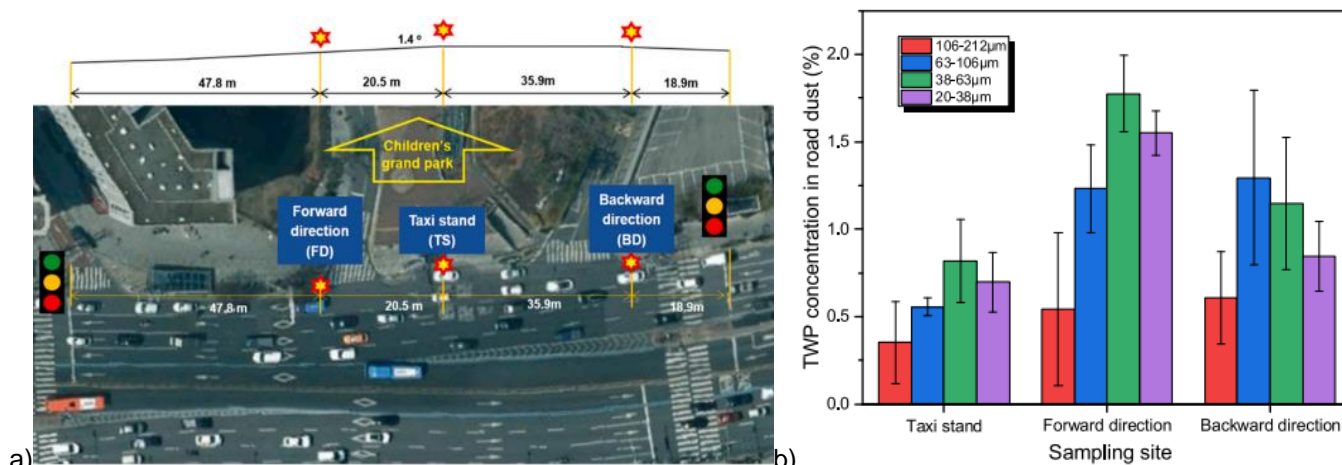 1.4 °
47.8 m
20.5 m
35.9 m
18.9 m
Children's
grand park
Forward
direction
(FD)
Taxi stand
(TS)
Backward
direction
(BD)
47.8 m
20.5 m
35.9m
18.9 m
a)
TWP concentration in road dust (%)
2.0
1.5
1.0
0.5
0.0
106-212μm
63-106μm
38-63μm
20-38μm
Taxi stand
Forward direction
Backward direction
Sampling site
b)